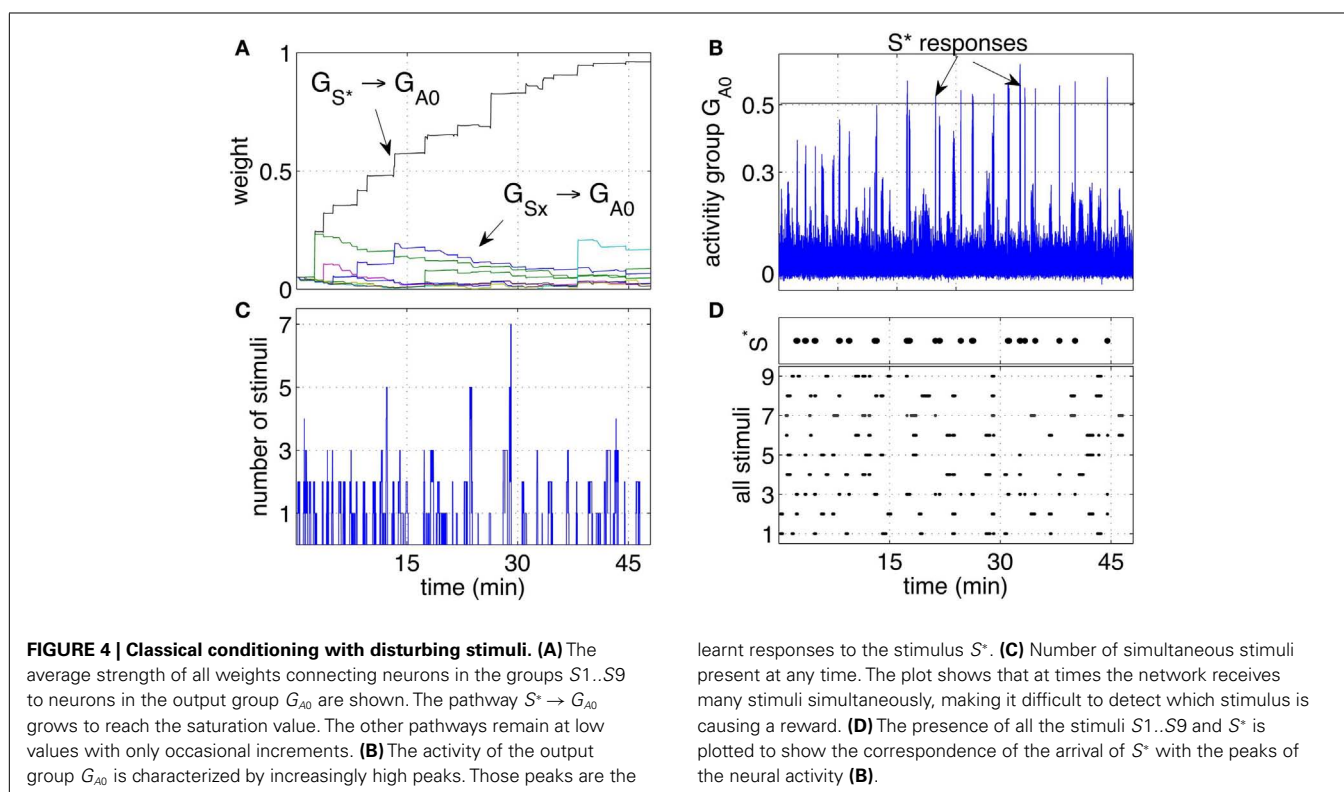 A
1
G_S* → G_A0
weight
0.5
G_Sx → G_A0
0
B
S* responses
activitiy group G_A0
0.5
0.3
0
C
number of stimuli
7
5
3
1
15 30 45
time (min)
D
S*
all stimuli
9
7
5
3
1
15 30 45
time (min)
FIGURE 4 | Classical conditioning with disturbing stimuli. (A) The
average strength of all weights connecting neurons in the groups S1..S9
to neurons in the output group G_A0 are shown. The pathway S* → G_A0
grows to reach the saturation value. The other pathways remain at low
values with only occasional increments. (B) The activity of the output
group G_A0 is characterized by increasingly high peaks. Those peaks are the
learnt responses to the stimulus S*. (C) Number of simultaneous stimuli
present at any time. The plot shows that at times the network receives
many stimuli simultaneously, making it difficult to detect which stimulus is
causing a reward. (D) The presence of all the stimuli S1..S9 and S* is
plotted to show the correspondence of the arrival of S* with the peaks of
the neural activity (B).